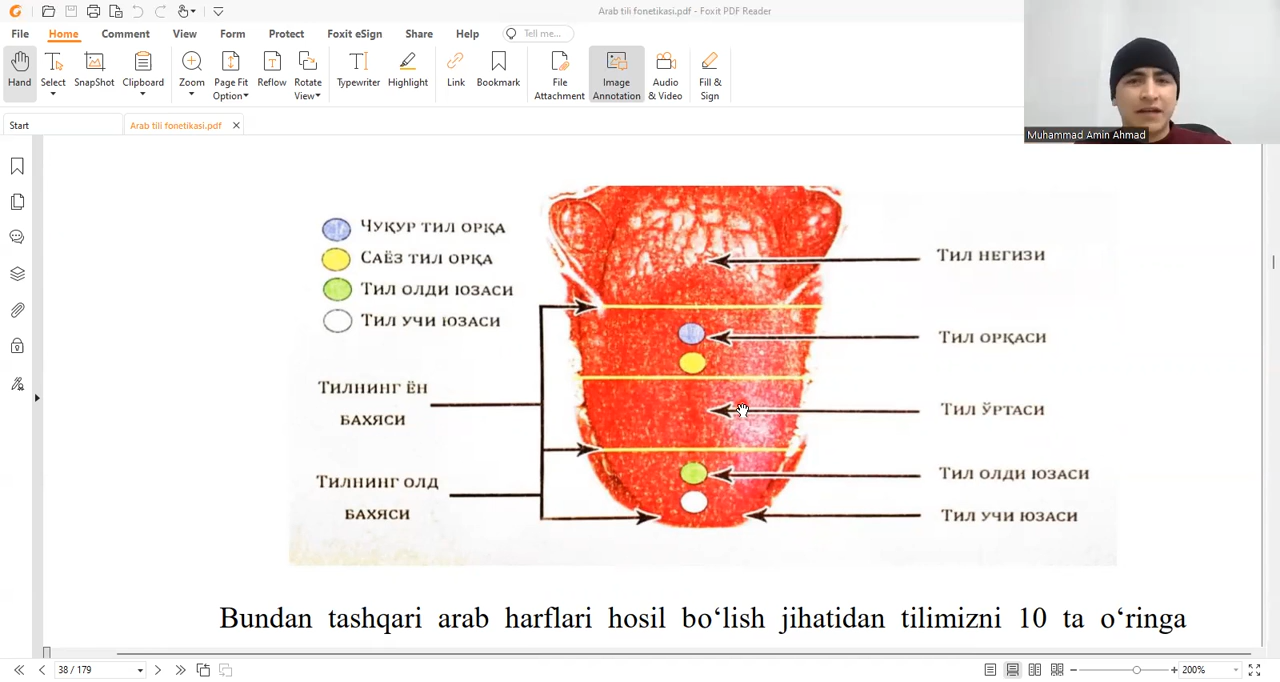 Arab tili fonetikasi.pdf - Foxit PDF Reader
File Home Comment View Form Protect Foxit eSign Share Help Tell me...
Hand Select SnapShot Clipboard Zoom Page Fit Option Reflow Rotate View Typewriter Highlight Link Bookmark File Attachment Image Annotation Audio & Video Fill & Sign
Muhammad Amin Ahmad
Start Arab tili fonetikasi.pdf
ЧУҚУР ТИЛ ОРҚА
САЁЗ ТИЛ ОРҚА
ТИЛ ОЛДИ ЮЗАСИ
ТИЛ УЧИ ЮЗАСИ
ТИЛНИНГ ЁН
БАХЯСИ
ТИЛНИНГ ОЛД
БАХЯСИ
ТИЛ НЕГИЗИ
ТИЛ ОРҚАСИ
ТИЛ ЎРТАСИ
ТИЛ ОЛДИ ЮЗАСИ
ТИЛ УЧИ ЮЗАСИ
Bundan tashqari arab harflari hosil bo‘lish jihatidan tilimizni 10 ta o‘ringa
38 / 179
200%